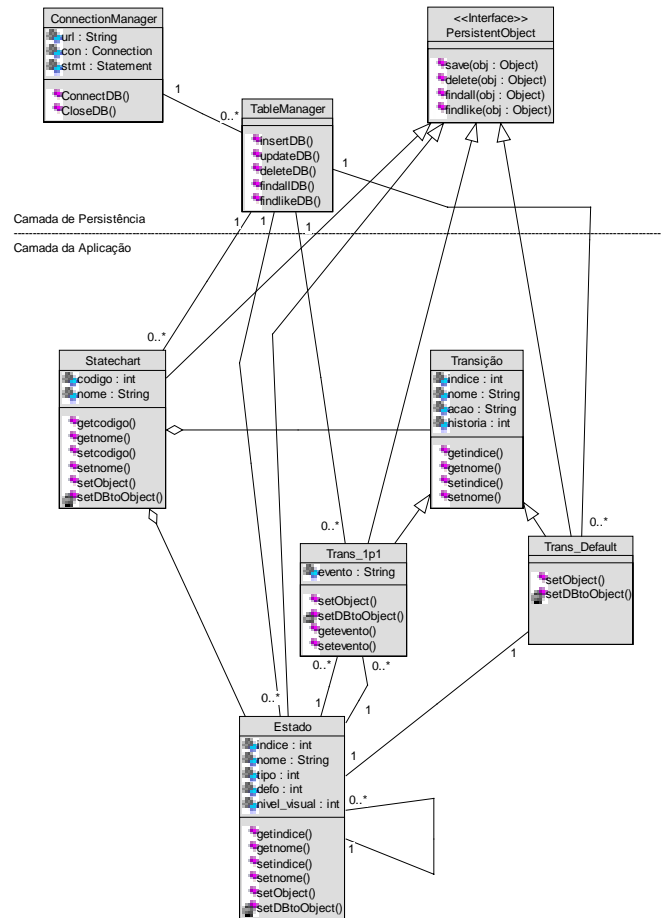 ConnectionManager
url : String
con : Connection
stmt : Statement
ConnectDB()
CloseDB()
1
0..*
TableManager
InsertDB()
updateDB()
deleteDB()
findallDB()
findlikeDB()
<<Interface>>
PersistentObject
save(obj : Object)
delete(obj : Object)
findall(obj : Object)
findlike(obj : Object)
1
Camada de Persistência
1
1
1
Camada da Aplicação
0..*
Statechart
codigo : int
nome : String
getcodigo()
getnome()
setcodigo()
setnome()
setObject()
setDBtoObject()
Transição
indice : int
nome : String
acao : String
historia : int
getindice()
getnome()
setindice()
setnome()
0..*
0..*
Trans_1p1
evento : String
setObject()
setDBtoObject()
getevento()
setevento()
Trans_Default
setObject()
setDBtoObject()
0..*
0..*
1
0..*
1
1
1
Estado
indice : int
nome : String
tipo : int
defo : int
nivel_visual : int
getindice()
getnome()
setindice()
setnome()
setObject()
setDBtoObject()
0..*
1